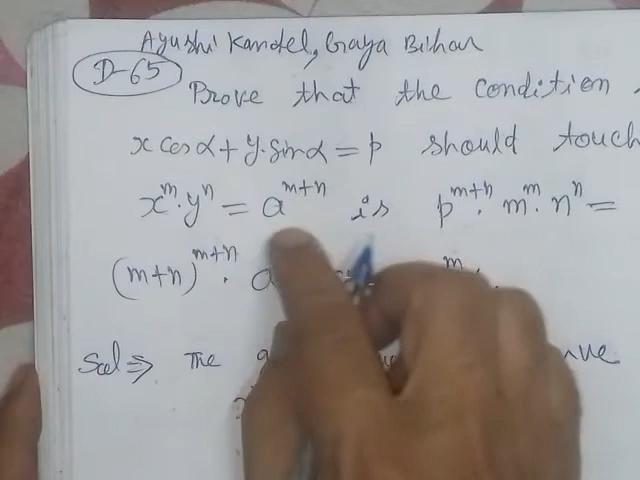 Ayushi Kandel, Gaya Bihar
D-65
Prove that the condition
x cos α + y. sin α = p should touch
x^m. y^n = a^{m+n} is p^{m+n}. m^m. n^n =
(m+n)^{m+n}. a
Sol ⇒ The